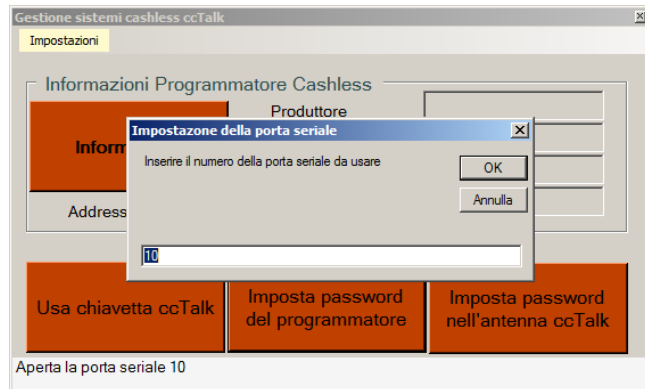 Gestione sistemi cashless ccTalk
Impostazioni
Informazioni Programmatore Cashless
Produttore
Impostazone della porta seriale
Inform
Inserire il numero della porta seriale da usare
OK
Annulla
Address
10
Usa chiavetta ccTalk
Imposta password
del programmatore
Imposta password
nell'antenna ccTalk
Aperta la porta seriale 10